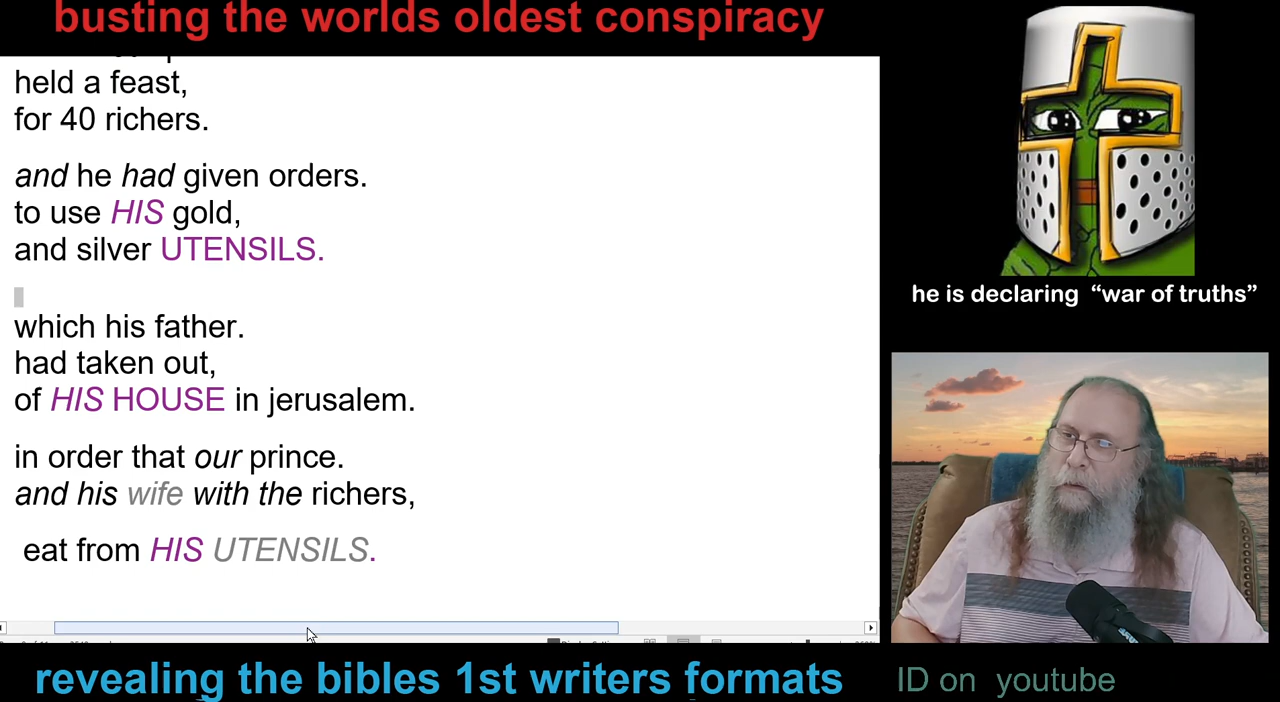 busting the worlds oldest conspiracy
held a feast,
for 40 richers.
and he had given orders.
to use HIS gold,
and silver UTENSILS.
which his father.
had taken out,
of HIS HOUSE in jerusalem.
in order that our prince.
and his wife with the richers,
eat from HIS UTENSILS.
he is declaring “war of truths”
revealing the bibles 1st writers formats
ID on youtube